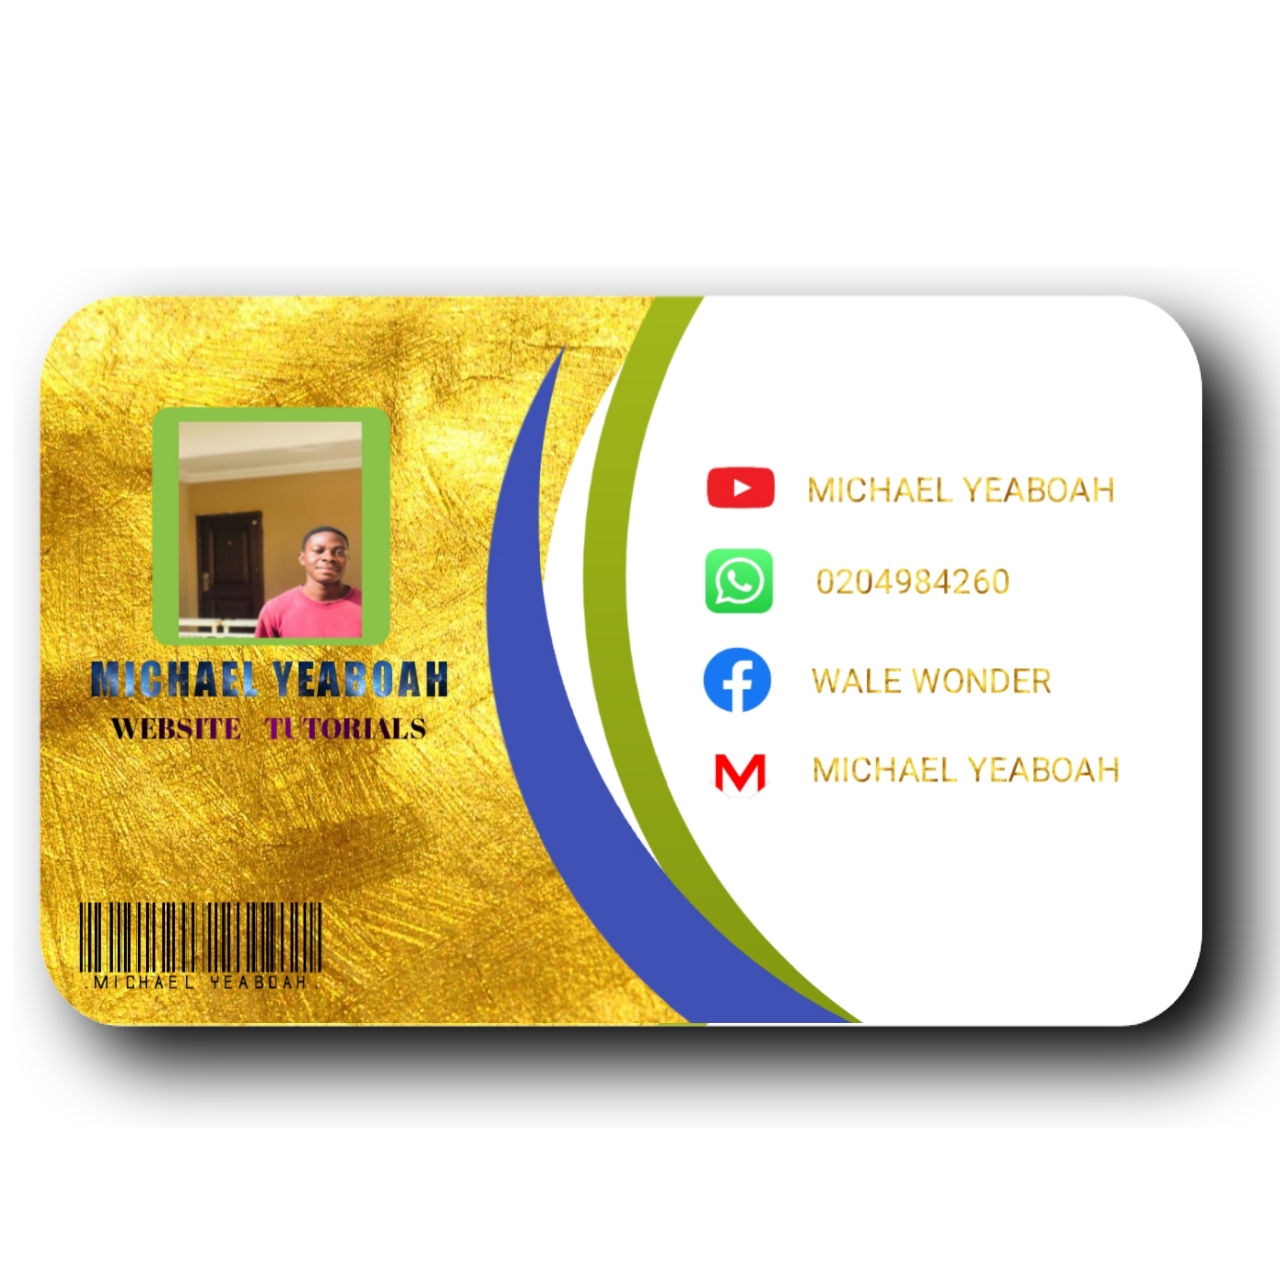 MICHAEL YEABOAH
WEBSITE TUTORIALS
.MICHAEL YEABOAH.
MICHAEL YEABOAH
0204984260
WALE WONDER
MICHAEL YEABOAH